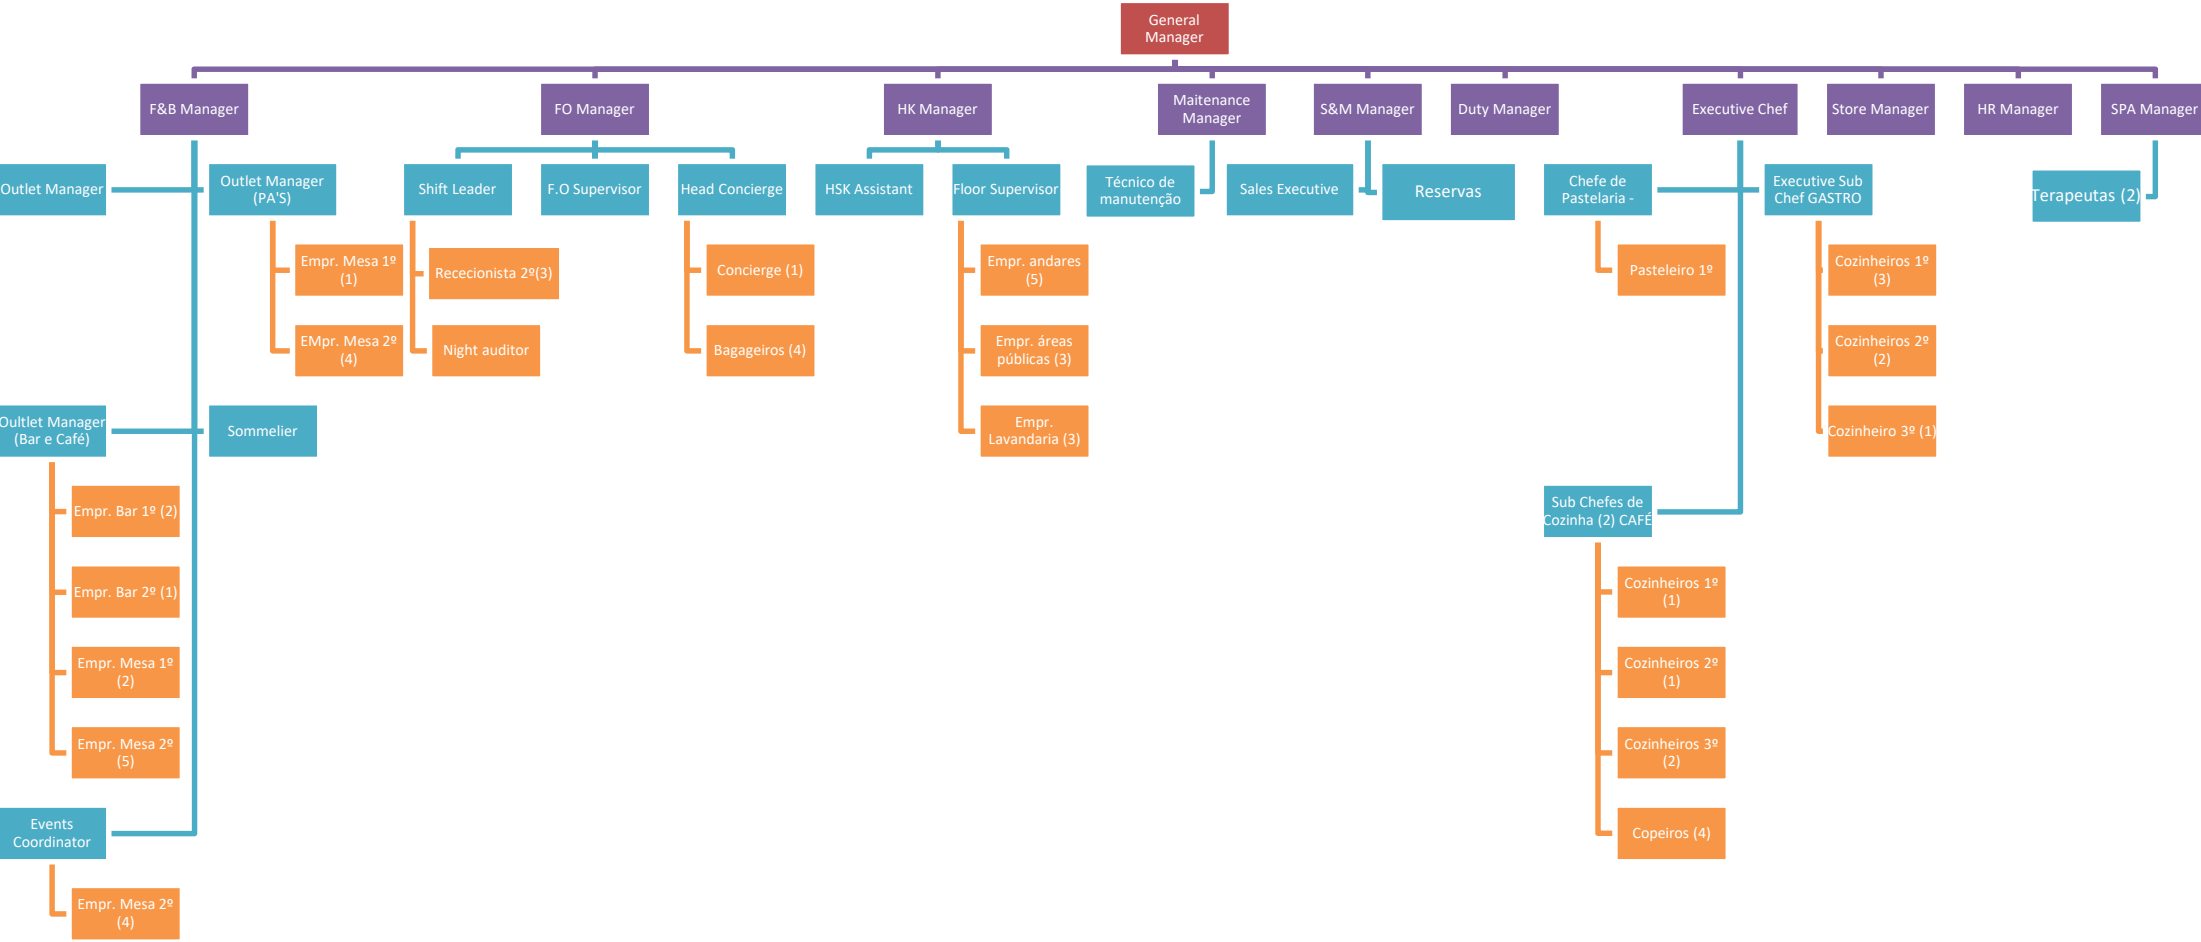 General
Manager
F&B Manager
FO Manager
HK Manager
Maitenance
Manager
S&M Manager
Duty Manager
Executive Chef
Store Manager
HR Manager
SPA Manager
Outlet Manager
Outlet Manager
(PA'S)
Shift Leader
F.O Supervisor
Head Concierge
HSK Assistant
Floor Supervisor
Técnico de
manutenção
Sales Executive
Reservas
Chefe de
Pastelaria -
Executive Sub
Chef GASTRO
Terapeutas (2)
Empr. Mesa 1º
(1)
Rececionista 2º(3)
Concierge (1)
Empr. andares
(5)
Pasteleiro 1º
Cozinheiros 1º
(3)
EMpr. Mesa 2º
(4)
Night auditor
Bagageiros (4)
Empr. áreas
públicas (3)
Cozinheiros 2º
(2)
Oultlet Manager
(Bar e Café)
Sommelier
Empr.
Lavandaria (3)
Cozinheiro 3º (1)
Empr. Bar 1º (2)
Sub Chefes de
Cozinha (2) CAFÉ
Empr. Bar 2º (1)
Cozinheiros 1º
(1)
Empr. Mesa 1º
(2)
Cozinheiros 2º
(1)
Empr. Mesa 2º
(5)
Cozinheiros 3º
(2)
Events
Coordinator
Copeiros (4)
Empr. Mesa 2º
(4)